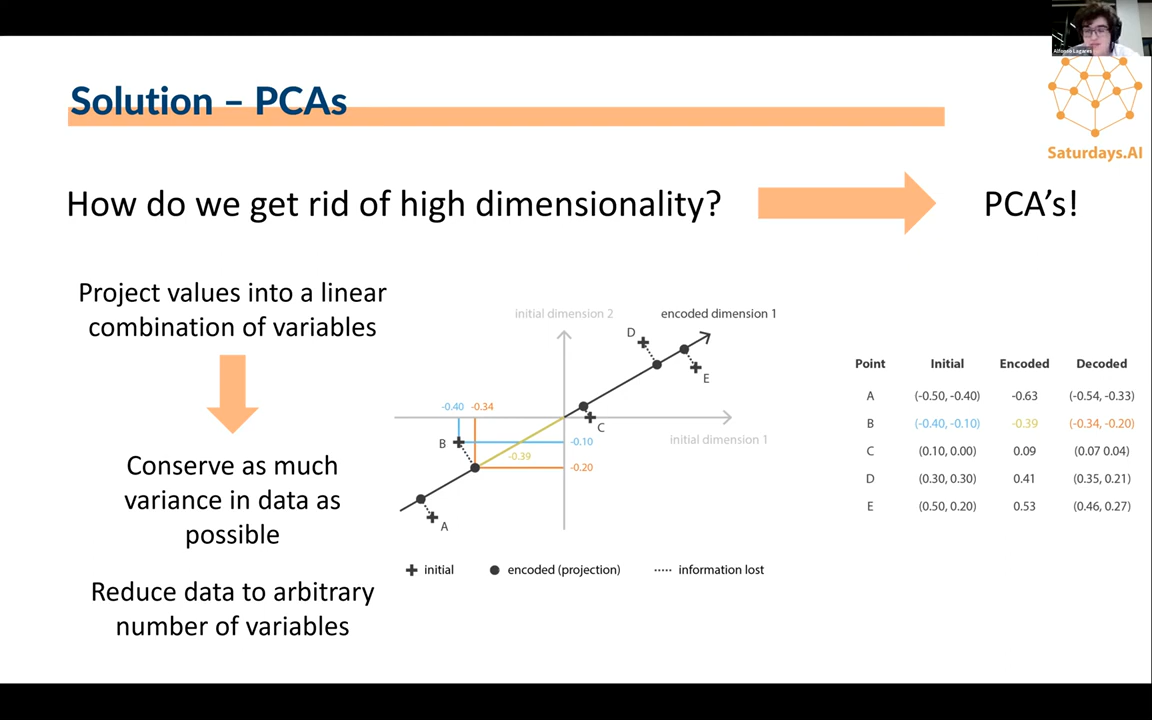 Alfonso Lagares
Solution – PCAs
Saturdays.AI
How do we get rid of high dimensionality?
PCA's!
Project values into a linear
combination of variables
Conserve as much
variance in data as
possible
Reduce data to arbitrary
number of variables
initial dimension 2
encoded dimension 1
D
E
-0.40 -0.34
C
B
-0.10
initial dimension 1
-0.39
-0.20
A
initial
encoded (projection)
information lost
Point Initial Encoded Decoded
A (-0.50, -0.40) -0.63 (-0.54, -0.33)
B (-0.40, -0.10) -0.39 (-0.34, -0.20)
C (0.10, 0.00) 0.09 (0.07 0.04)
D (0.30, 0.30) 0.41 (0.35, 0.21)
E (0.50, 0.20) 0.53 (0.46, 0.27)